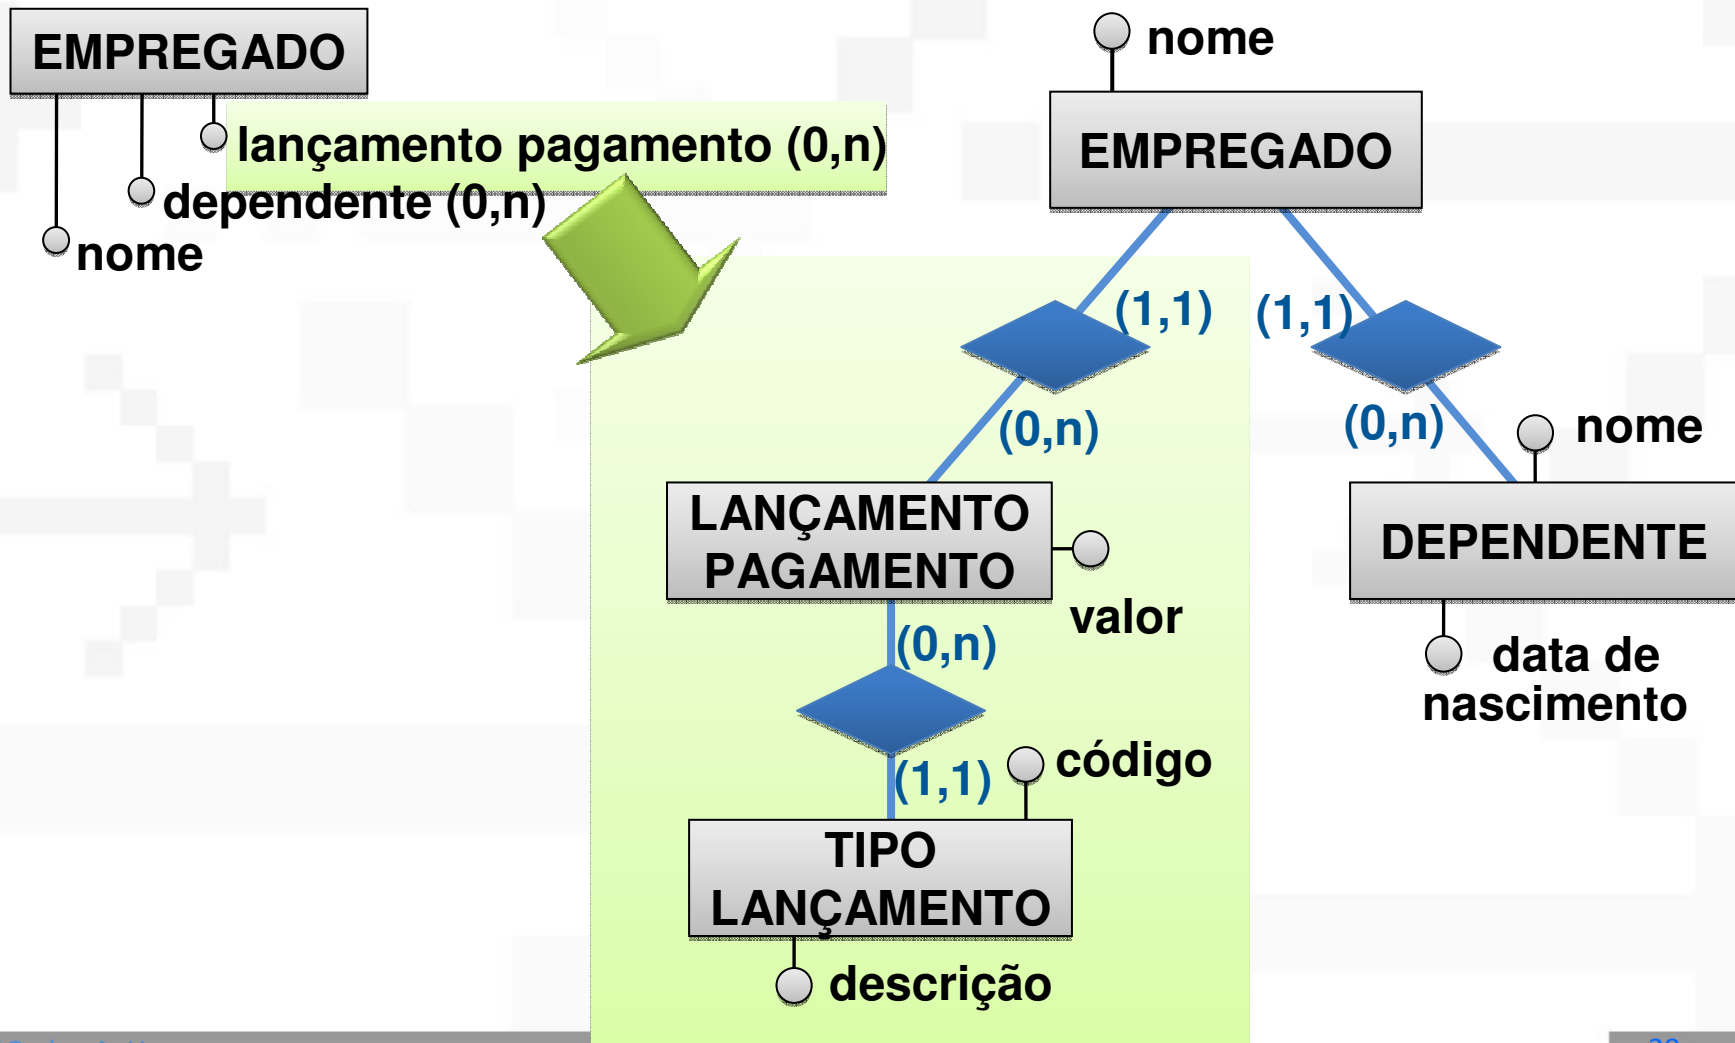 EMPREGADO
lançamento pagamento (0,n)
dependente (0,n)
nome
nome
EMPREGADO
(1,1)
(1,1)
(0,n)
(0,n)
nome
LANÇAMENTO
PAGAMENTO
valor
DEPENDENTE
data de
nascimento
(0,n)
(1,1)
código
TIPO
LANÇAMENTO
descrição